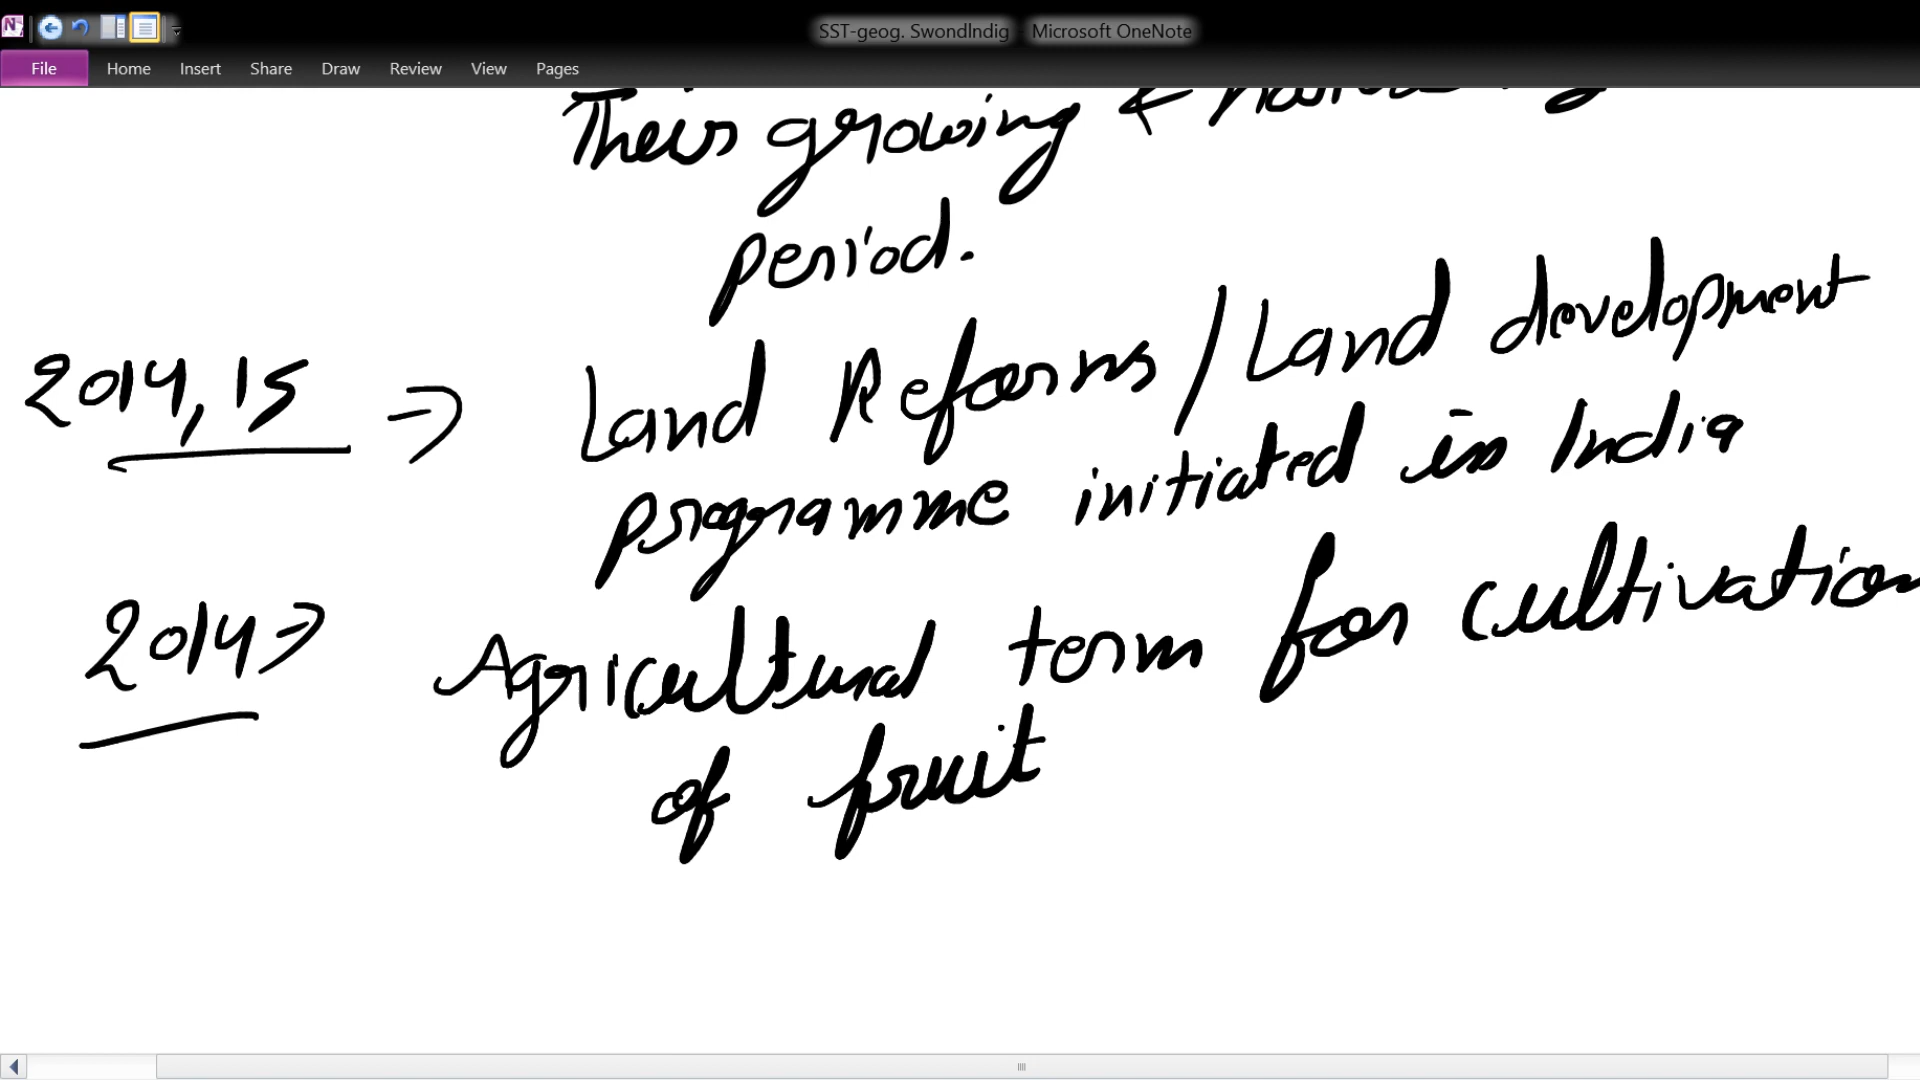 SST-geog. SwondIndig - Microsoft OneNote
File Home Insert Share Draw Review View Pages
Their growing &
period.
2014, 15 => Land Reforms / Land development
programme initiated in India
2014 => Agricultural term for cultivation
of fruit